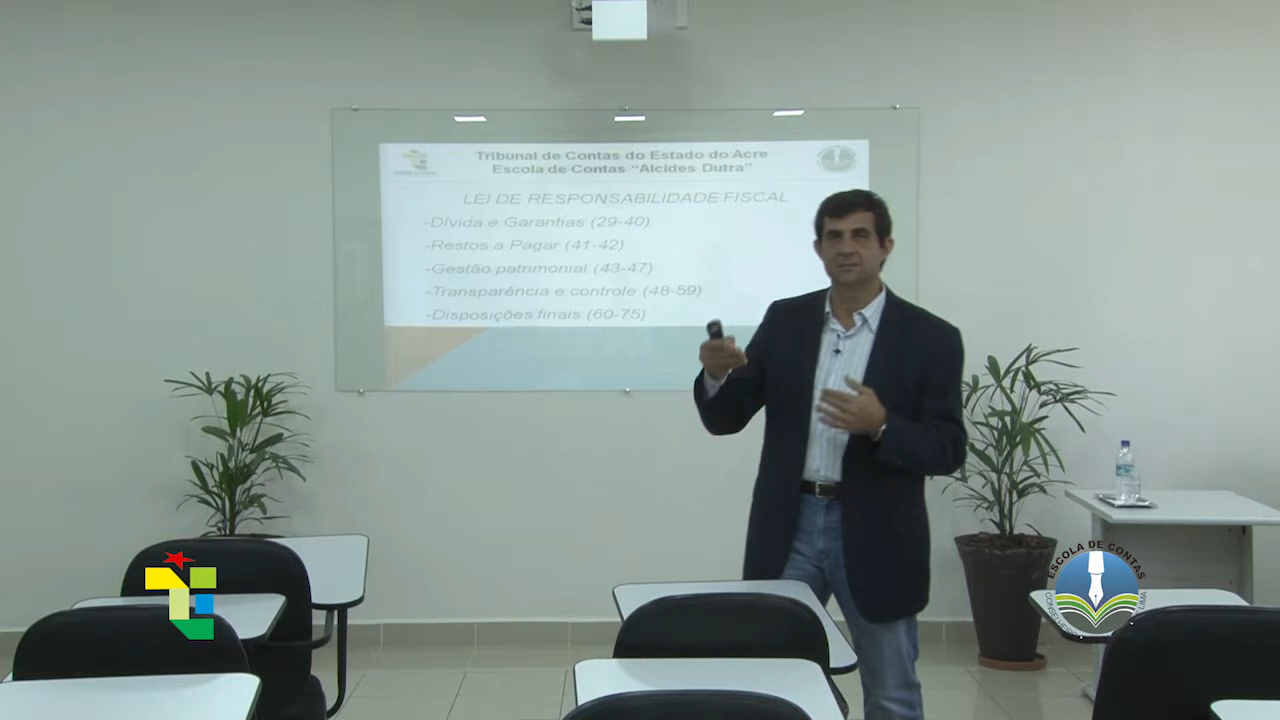 Tribunal de Contas do Estado do Acre
Escola de Contas "Alcides Dutra"
LEI DE RESPONSABILIDADE FISCAL
-Dívida e Garantias (29-40)
-Restos a Pagar (41-42)
-Gestão patrimonial (43-47)
-Transparência e controle (48-59)
-Disposições finais (60-75)
ESCOLA DE CONTAS